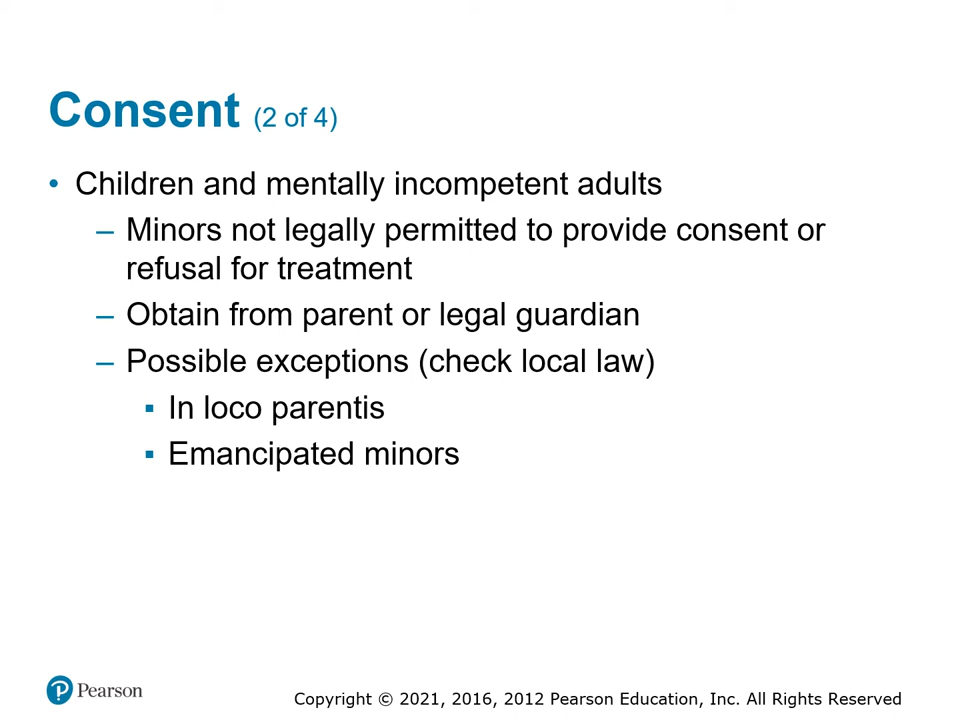 Consent (2 of 4)
• Children and mentally incompetent adults
– Minors not legally permitted to provide consent or
refusal for treatment
– Obtain from parent or legal guardian
– Possible exceptions (check local law)
▪ In loco parentis
▪ Emancipated minors
Pearson
Copyright © 2021, 2016, 2012 Pearson Education, Inc. All Rights Reserved